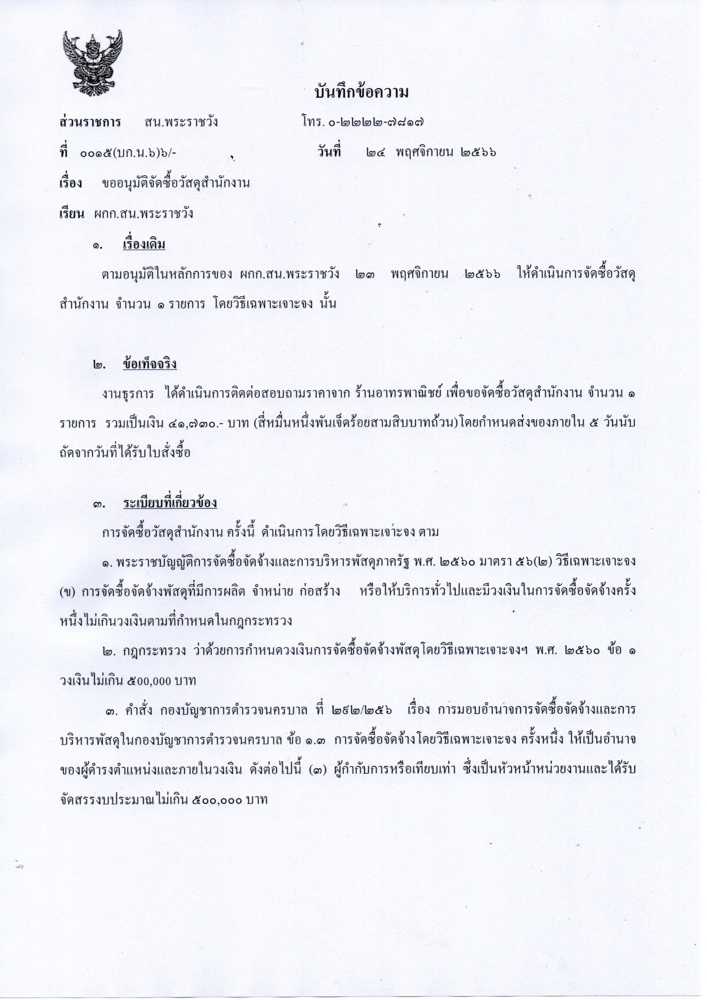 บันทึกข้อความ
ส่วนราชการ สน.พระราชวัง โทร. ๐-๒๒๒๒-๗๘๑๗
ที่ ๐๐๑๕(บก.น.๖)๖/- วันที่ ๒๔ พฤศจิกายน ๒๕๖๖
เรื่อง ขออนุมัติจัดซื้อวัสดุสำนักงาน
เรียน ผกก.สน.พระราชวัง
๑. เรื่องเดิม
ตามอนุมัติในหลักการของ ผกก.สน.พระราชวัง ๒๓ พฤศจิกายน ๒๕๖๖ ให้ดำเนินการจัดซื้อวัสดุ
สำนักงาน จำนวน ๑ รายการ โดยวิธีเฉพาะเจาะจง นั้น
๒. ข้อเท็จจริง
งานธุรการ ได้ดำเนินการติดต่อสอบถามราคาจาก ร้านอาทรพาณิชย์ เพื่อขอจัดซื้อวัสดุสำนักงาน จำนวน ๑
รายการ รวมเป็นเงิน ๔๑,๗๓๐.- บาท (สี่หมื่นหนึ่งพันเจ็ดร้อยสามสิบบาทถ้วน)โดยกำหนดส่งของภายใน ๕ วันนับ
ถัดจากวันที่ได้รับใบสั่งซื้อ
๓. ระเบียบที่เกี่ยวข้อง
การจัดซื้อวัสดุสำนักงาน ครั้งนี้ ดำเนินการโดยวิธีเฉพาะเจาะจง ตาม
๑. พระราชบัญญัติการจัดซื้อจัดจ้างและการบริหารพัสดุภาครัฐ พ.ศ. ๒๕๖๐ มาตรา ๕๖(๒) วิธีเฉพาะเจาะจง
(ข) การจัดซื้อจัดจ้างพัสดุที่มีการผลิต จำหน่าย ก่อสร้าง หรือให้บริการทั่วไปและมีวงเงินในการจัดซื้อจัดจ้างครั้ง
หนึ่งไม่เกินวงเงินตามที่กำหนดในกฎกระทรวง
๒. กฎกระทรวง ว่าด้วยการกำหนดวงเงินการจัดซื้อจัดจ้างพัสดุโดยวิธีเฉพาะเจาะจงฯ พ.ศ. ๒๕๖๐ ข้อ ๑
วงเงินไม่เกิน ๕00,000 บาท
๓. คำสั่ง กองบัญชาการตำรวจนครบาล ที่ ๒๙๒/๒๕๖ เรื่อง การมอบอำนาจการจัดซื้อจัดจ้างและการ
บริหารพัสดุในกองบัญชาการตำรวจนครบาล ข้อ ๑.๓ การจัดซื้อจัดจ้างโดยวิธีเฉพาะเจาะจง ครั้งหนึ่ง ให้เป็นอำนาจ
ของผู้ดำรงตำแหน่งและภายในวงเงิน ดังต่อไปนี้ (๓) ผู้กำกับการหรือเทียบเท่า ซึ่งเป็นหัวหน้าหน่วยงานและได้รับ
จัดสรรงบประมาณไม่เกิน ๕๐๐,๐๐๐ บาท